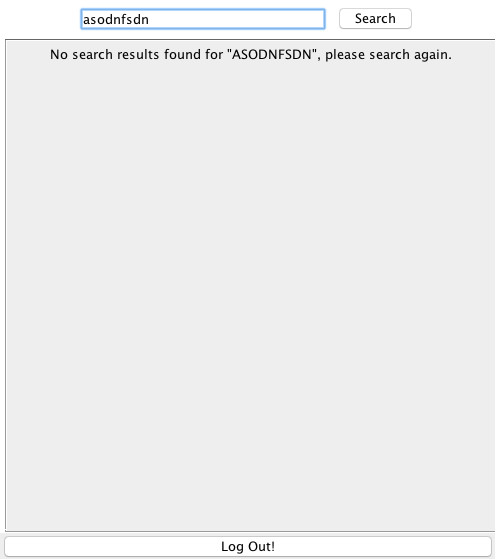 asodnfsdn Search
No search results found for "ASODNFSDN", please search again.
Log Out!